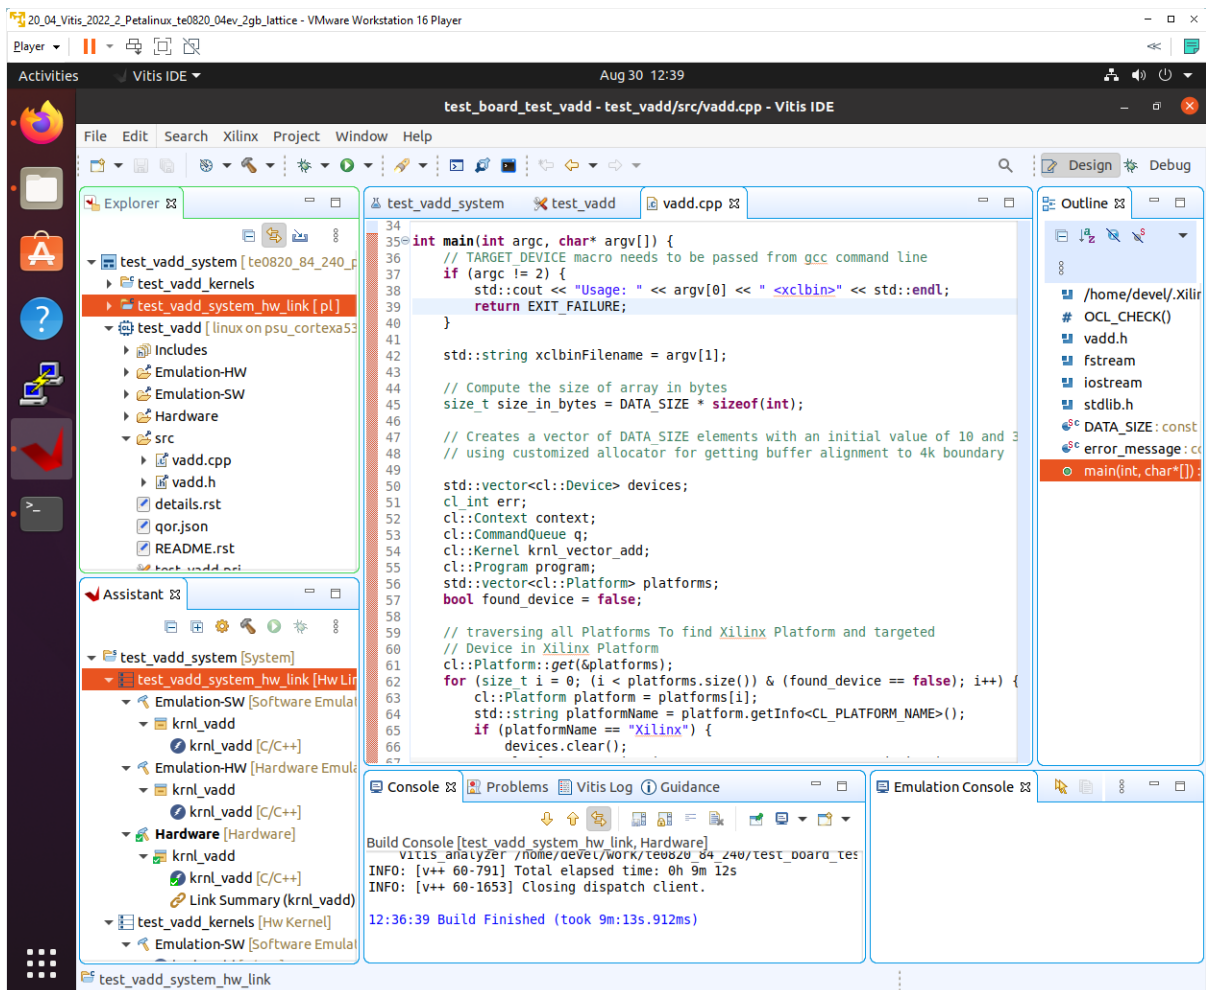 20_04_Vitis_2022_2_Petalinux_te0820_04ev_2gb_lattice - VMware Workstation 16 Player
Player
Activities Vitis IDE Aug 30 12:39
test_board_test_vadd - test_vadd/src/vadd.cpp - Vitis IDE
File Edit Search Xilinx Project Window Help
Design Debug
Explorer
test_vadd_system [ te0820_84_240_p
test_vadd_kernels
test_vadd_system_hw_link [ pl ]
test_vadd [ linux on psu_cortexa53
Includes
Emulation-HW
Emulation-SW
Hardware
src
vadd.cpp
vadd.h
details.rst
qor.json
README.rst
test_vadd.prj
Assistant
test_vadd_system [System]
test_vadd_system_hw_link [Hw Lin
Emulation-SW [Software Emulat
krnl_vadd
krnl_vadd [C/C++]
Emulation-HW [Hardware Emula
krnl_vadd
krnl_vadd [C/C++]
Hardware [Hardware]
krnl_vadd
krnl_vadd [C/C++]
Link Summary (krnl_vadd)
test_vadd_kernels [Hw Kernel]
Emulation-SW [Software Emulat
test_vadd_system test_vadd vadd.cpp
34
35 int main(int argc, char* argv[]) {
36 // TARGET_DEVICE macro needs to be passed from gcc command line
37 if (argc != 2) {
38 std::cout << "Usage: " << argv[0] << " <xclbin>" << std::endl;
39 return EXIT_FAILURE;
40 }
41
42 std::string xclbinFilename = argv[1];
43
44 // Compute the size of array in bytes
45 size_t size_in_bytes = DATA_SIZE * sizeof(int);
46
47 // Creates a vector of DATA_SIZE elements with an initial value of 10 and 3
48 // using customized allocator for getting buffer alignment to 4k boundary
49
50 std::vector<cl::Device> devices;
51 cl_int err;
52 cl::Context context;
53 cl::CommandQueue q;
54 cl::Kernel krnl_vector_add;
55 cl::Program program;
56 std::vector<cl::Platform> platforms;
57 bool found_device = false;
58
59 // traversing all Platforms To find Xilinx Platform and targeted
60 // Device in Xilinx Platform
61 cl::Platform::get(&platforms);
62 for (size_t i = 0; (i < platforms.size()) & (found_device == false); i++) {
63 cl::Platform platform = platforms[i];
64 std::string platformName = platform.getInfo<CL_PLATFORM_NAME>();
65 if (platformName == "Xilinx") {
66 devices.clear();
67
Outline
/home/devel/.Xilin
OCL_CHECK()
vadd.h
fstream
iostream
stdlib.h
DATA_SIZE : const
error_message : co
main(int, char*[]) :
Console Problems Vitis Log Guidance
Build Console [test_vadd_system_hw_link, Hardware]
vitis_analyzer /home/devel/work/te0820_84_240/test_board_tes
INFO: [v++ 60-791] Total elapsed time: 0h 9m 12s
INFO: [v++ 60-1653] Closing dispatch client.
12:36:39 Build Finished (took 9m:13s.912ms)
Emulation Console
test_vadd_system_hw_link